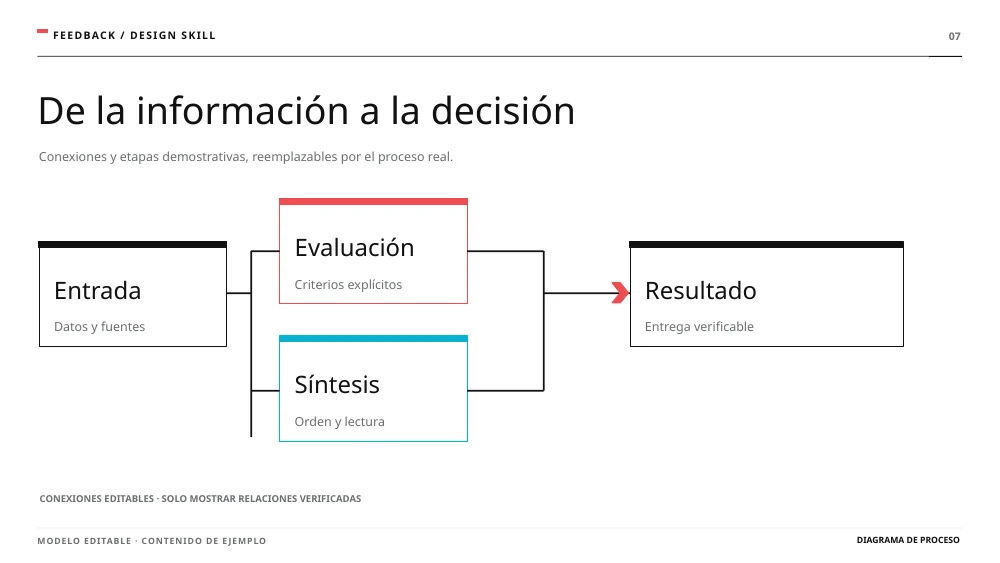 FEEDBACK / DESIGN SKILL
07
De la información a la decisión
Conexiones y etapas demostrativas, reemplazables por el proceso real.
Entrada
Datos y fuentes
Evaluación
Criterios explícitos
Síntesis
Orden y lectura
Resultado
Entrega verificable
CONEXIONES EDITABLES · SOLO MOSTRAR RELACIONES VERIFICADAS
MODELO EDITABLE · CONTENIDO DE EJEMPLO
DIAGRAMA DE PROCESO